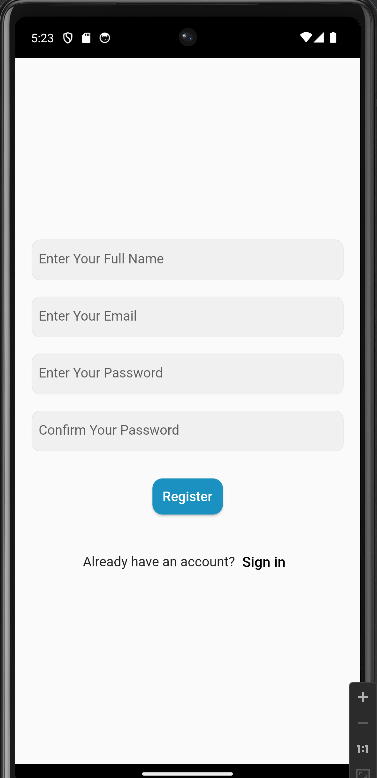 5:23
Enter Your Full Name
Enter Your Email
Enter Your Password
Confirm Your Password
Register
Already have an account? Sign in
1:1